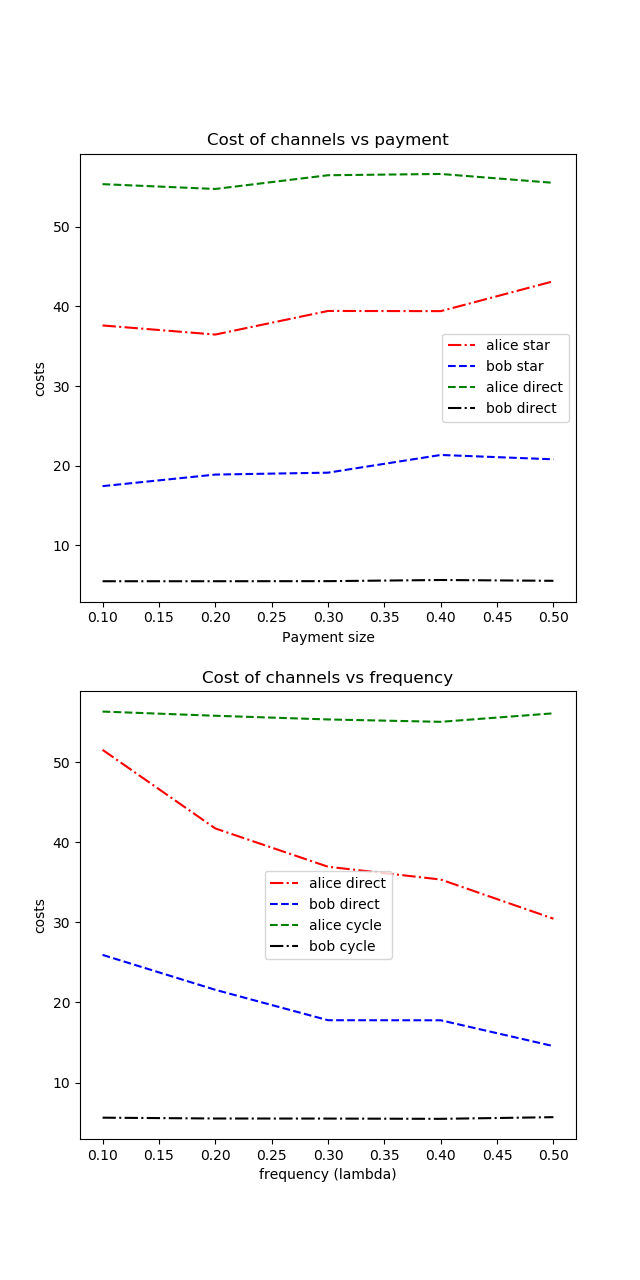 Cost of channels vs payment
costs
50
40
30
20
10
alice star
bob star
alice direct
bob direct
0.10 0.15 0.20 0.25 0.30 0.35 0.40 0.45 0.50
Payment size
Cost of channels vs frequency
costs
50
40
30
20
10
alice direct
bob direct
alice cycle
bob cycle
0.10 0.15 0.20 0.25 0.30 0.35 0.40 0.45 0.50
frequency (lambda)